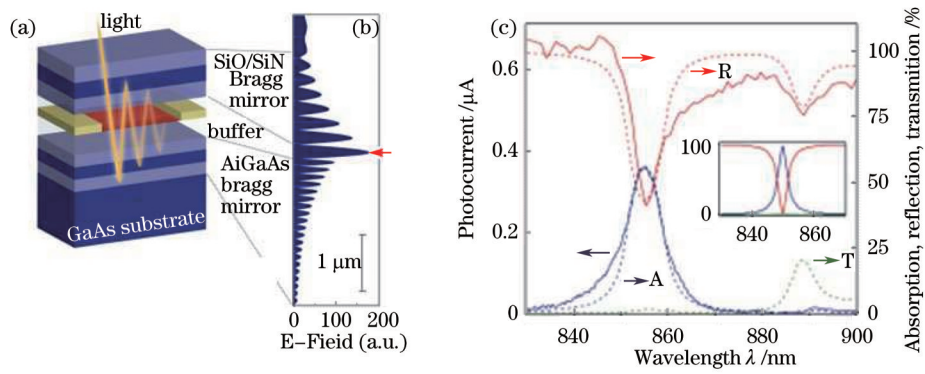 (a)
light
SiO/SiN
Bragg
mirror
buffer
AiGaAs
bragg
mirror
GaAs substrate
(b)
1 μm
0 100 200
E-Fieid (a.u.)
(c)
Photocurrent /μA
0.6
0.4
0.2
0
R
A
T
100
0
840 860
100
75
50
25
0
Absorption, reflection, transmition /%
840 860 880 900
Wavelength λ /nm